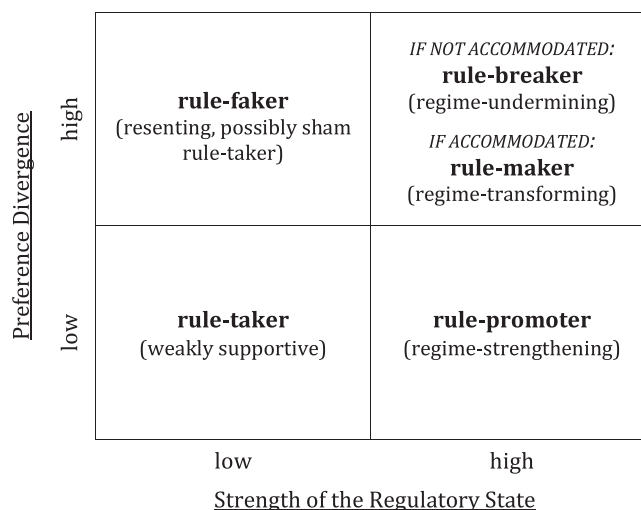 Preference Divergence
high
low
rule-faker
(resenting, possibly sham
rule-taker)
IF NOT ACCOMMODATED:
rule-breaker
(regime-undermining)
IF ACCOMMODATED:
rule-maker
(regime-transforming)
rule-taker
(weakly supportive)
rule-promoter
(regime-strengthening)
low
high
Strength of the Regulatory State